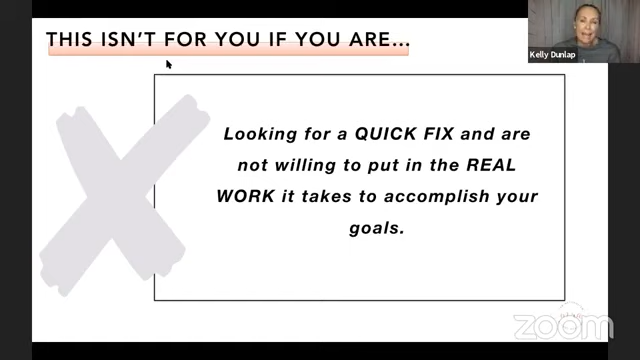 THIS ISN'T FOR YOU IF YOU ARE...
Kelly Dunlap
Looking for a QUICK FIX and are
not willing to put in the REAL
WORK it takes to accomplish your
goals.
zoom